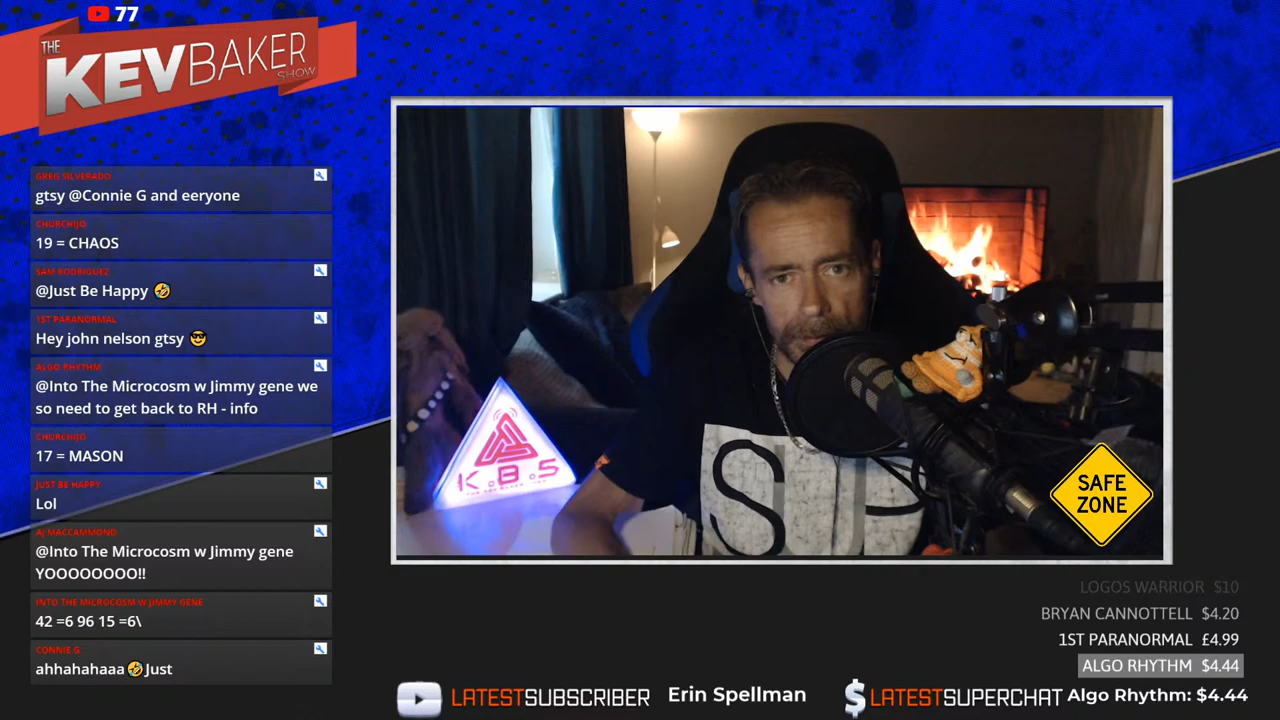 77
THE
KEVBAKER
SHOW
GREG SILVERADO
gtsy @Connie G and eeryone
CHURCHIJO
19 = CHAOS
SAM RODRIGUEZ
@Just Be Happy 🤣
1ST PARANORMAL
Hey john nelson gtsy 😎
ALGO RHYTHM
@Into The Microcosm w Jimmy gene we
so need to get back to RH - info
CHURCHIJO
17 = MASON
JUST BE HAPPY
Lol
AJ MACCAMMOND
@Into The Microcosm w Jimmy gene
YOOOOOOOO!!
INTO THE MICROCOSM W JIMMY GENE
42 =6 96 15 =6\
CONNIE G
ahhahahaaa🤣Just
K.B.S
SAFE
ZONE
LOGOS WARRIOR $10
BRYAN CANNOTTELL $4.20
1ST PARANORMAL £4.99
ALGO RHYTHM $4.44
LATESTSUBSCRIBER Erin Spellman
$ LATESTSUPERCHAT Algo Rhythm: $4.44